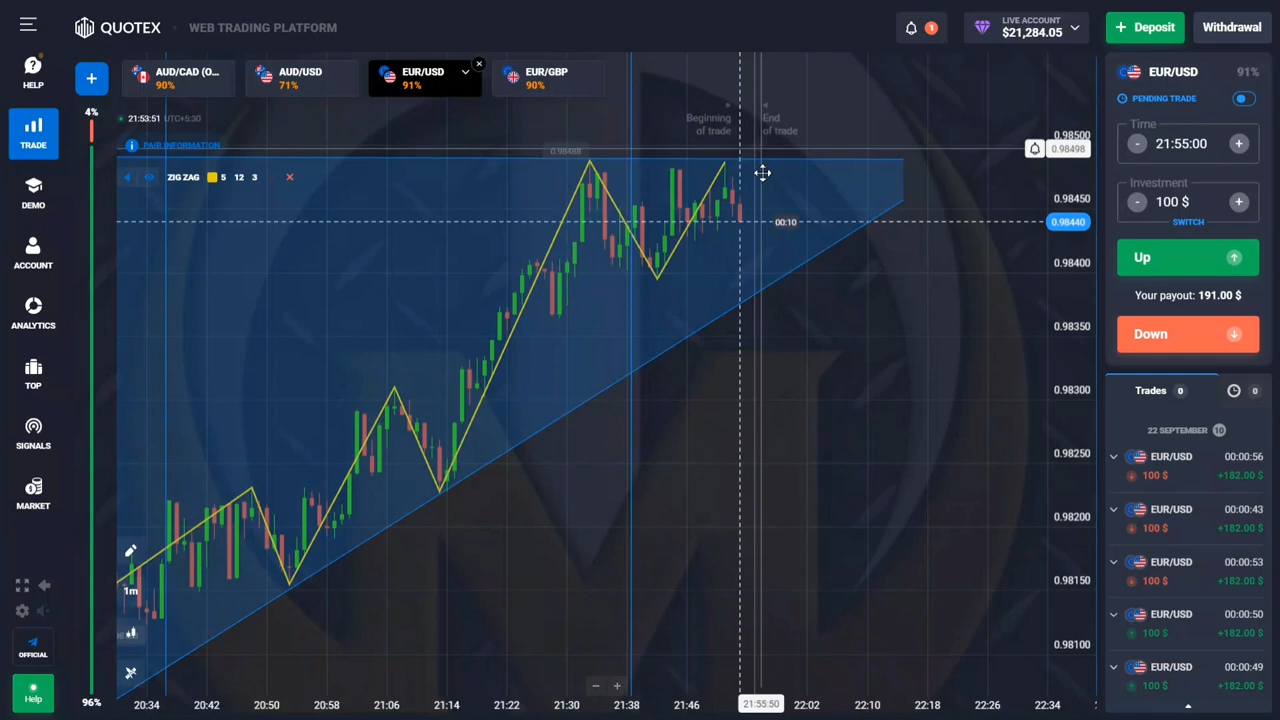 QUOTEX
WEB TRADING PLATFORM
1
LIVE ACCOUNT
$21,284.05
+ Deposit
Withdrawal
HELP
TRADE
DEMO
ACCOUNT
ANALYTICS
TOP
SIGNALS
MARKET
OFFICIAL
Help
+
AUD/CAD (O...
90%
AUD/USD
71%
EUR/USD
91%
EUR/GBP
90%
4%
96%
21:53:51 UTC+5:30
PAIR INFORMATION
ZIG ZAG 5 12 3
Beginning
of trade
End
of trade
0.98488
00:10
1m
0.98500
0.98498
0.98450
0.98440
0.98400
0.98350
0.98300
0.98250
0.98200
0.98150
0.98100
20:34 20:42 20:50 20:58 21:06 21:14 21:22 21:30 21:38 21:46 21:55:50 22:02 22:10 22:18 22:26 22:34
EUR/USD 91%
PENDING TRADE
Time
- 21:55:00 +
Investment
- 100 $ +
SWITCH
Up
Your payout: 191.00 $
Down
Trades 0 0
22 SEPTEMBER 10
EUR/USD 00:00:56
100 $ +182.00 $
EUR/USD 00:00:43
100 $ +182.00 $
EUR/USD 00:00:53
100 $ +182.00 $
EUR/USD 00:00:50
100 $ +182.00 $
EUR/USD 00:00:49
100 $ +182.00 $